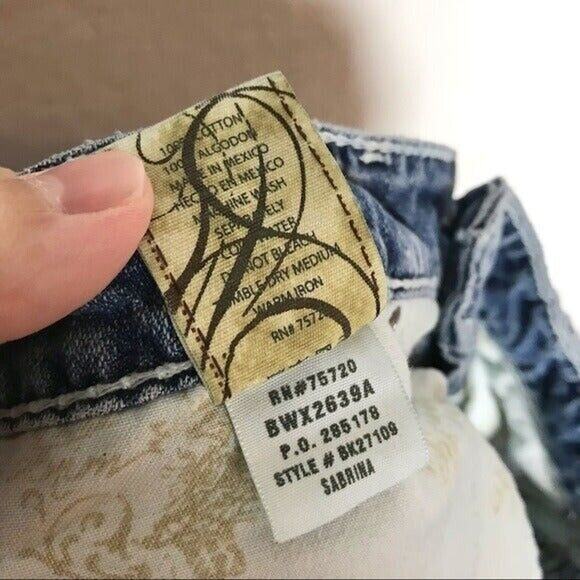 100% COTTON
100% ALGODON
MADE IN MEXICO
HECHO EN MEXICO
MACHINE WASH
SEPARATELY
COLD WATER
DO NOT BLEACH
TUMBLE DRY MEDIUM
WARM IRON
RN# 7572
RN#75720
BWX2639A
P.O. 285178
STYLE # BK27109
SABRINA